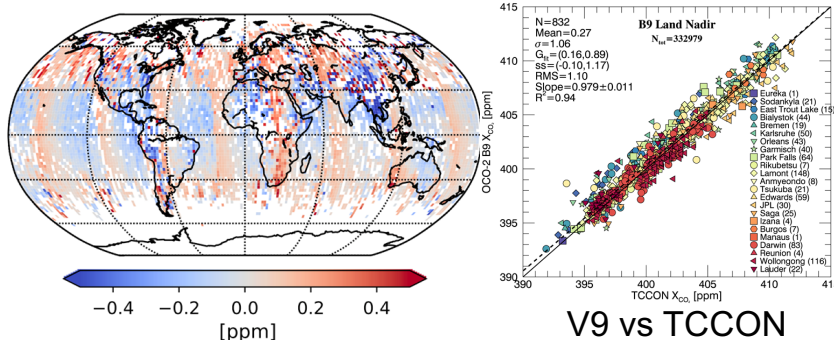 −0.4 −0.2 0.0 0.2 0.4
[ppm]
415
410
405
400
395
390
OCO-2 B9 XCO₂ [ppm]
N=832
Mean=0.27
σ=1.06
Gfit=(0.16,0.89)
ss=(-0.10,1.17)
RMS=1.10
Slope=0.979±0.011
R²=0.94
B9 Land Nadir
Ntot=332979
Eureka (1)
Sodankyla (21)
East Trout Lake (15)
Bialystok (44)
Bremen (19)
Karlsruhe (50)
Orleans (43)
Garmisch (40)
Park Falls (64)
Rikubetsu (7)
Lamont (148)
Anmyeondo (8)
Tsukuba (21)
Edwards (59)
JPL (30)
Saga (25)
Izana (4)
Burgos (7)
Manaus (1)
Darwin (83)
Reunion (4)
Wollongong (116)
Lauder (22)
390 395 400 405 410
TCCON XCO₂ [ppm]
V9 vs TCCON